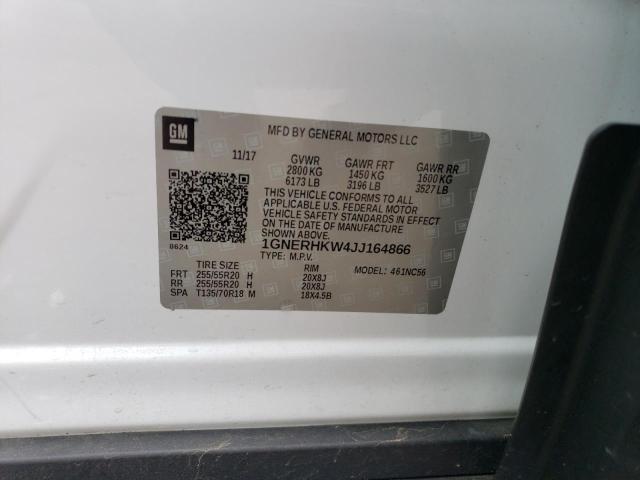 GM
MFD BY GENERAL MOTORS LLC
11/17 GVWR GAWR FRT GAWR RR
2800 KG 1450 KG 1600 KG
6173 LB 3196 LB 3527 LB
THIS VEHICLE CONFORMS TO ALL
APPLICABLE U.S. FEDERAL MOTOR
VEHICLE SAFETY STANDARDS IN EFFECT
ON THE DATE OF MANUFACTURE
SHOWN ABOVE.
8624
1GNERHKW4JJ164866
TYPE: M.P.V.
TIRE SIZE RIM MODEL: 461NC56
FRT 255/55R20 H 20X8J
RR 255/55R20 H 20X8J
SPA T135/70R18 M 18X4.5B